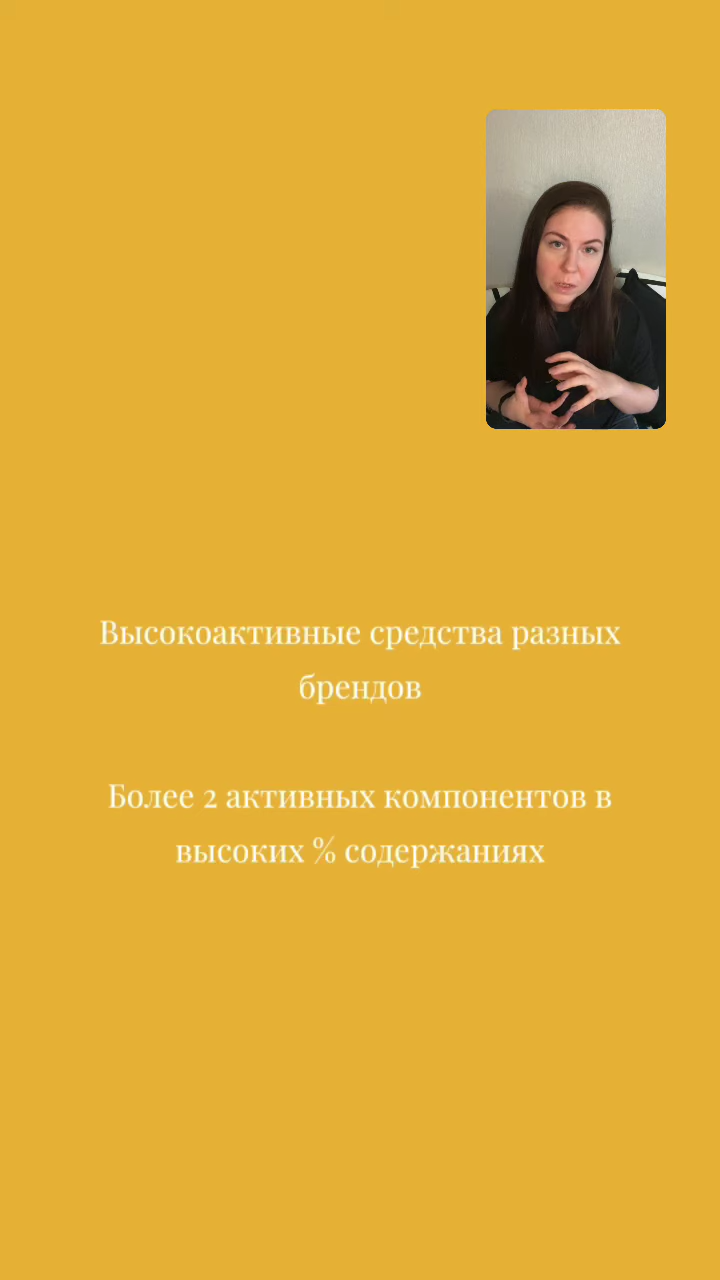 Высокоактивные средства разных
брендов
Более 2 активных компонентов в
высоких % содержаниях